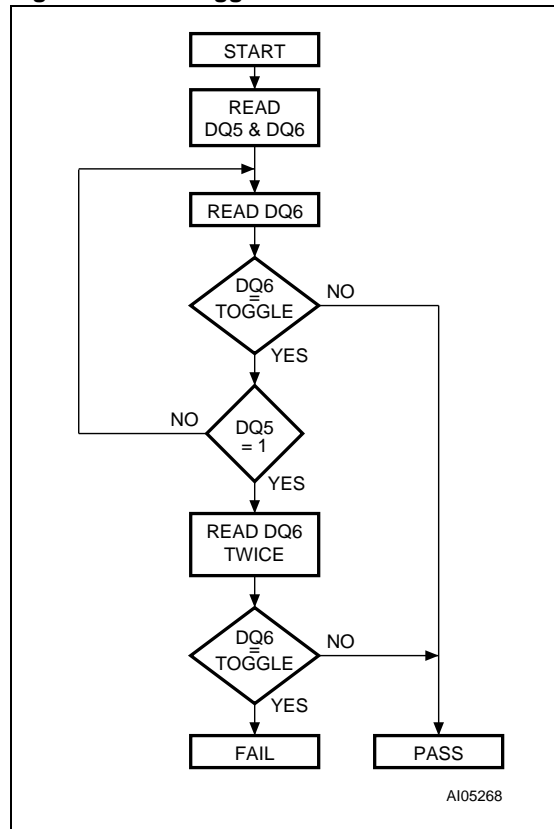 START
READ
DQ5 & DQ6
READ DQ6
DQ6
=
TOGGLE
NO
YES
NO
DQ5
= 1
YES
READ DQ6
TWICE
DQ6
=
TOGGLE
NO
YES
FAIL
PASS
AI05268